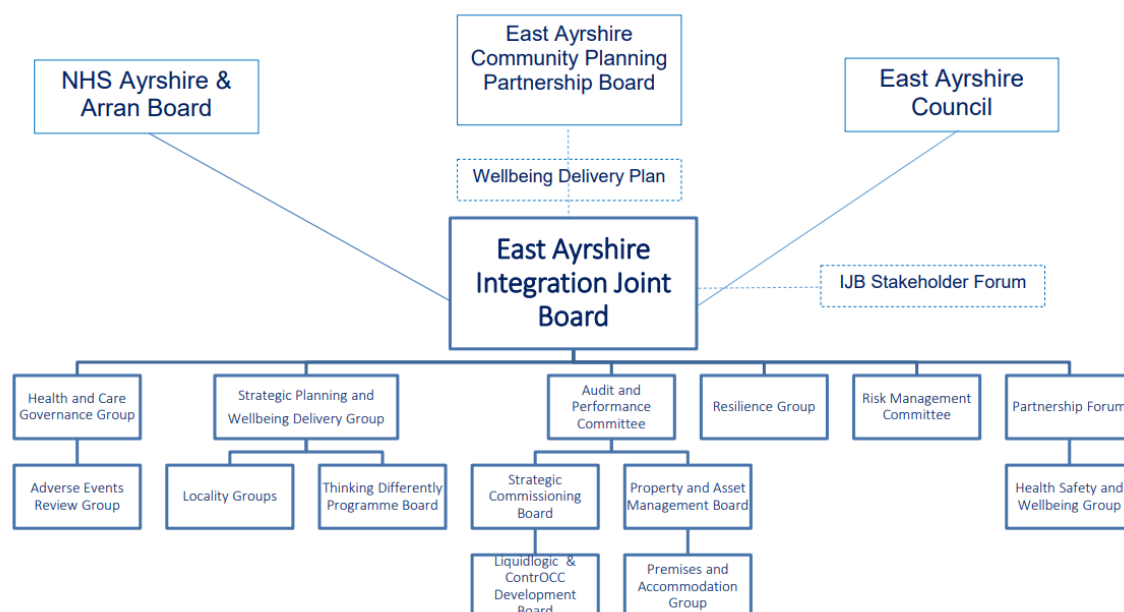 East Ayrshire
Community Planning
Partnership Board
NHS Ayrshire &
Arran Board
East Ayrshire
Council
Wellbeing Delivery Plan
East Ayrshire
Integration Joint
Board
IJB Stakeholder Forum
Health and Care
Governance Group
Strategic Planning and
Wellbeing Delivery Group
Audit and
Performance
Committee
Resilience Group
Risk Management
Committee
Partnership Forum
Adverse Events
Review Group
Locality Groups
Thinking Differently
Programme Board
Strategic
Commissioning
Board
Property and Asset
Management Board
Health Safety and
Wellbeing Group
Liquidlogic & 
ContrOCC
Development
Board
Premises and
Accommodation
Group